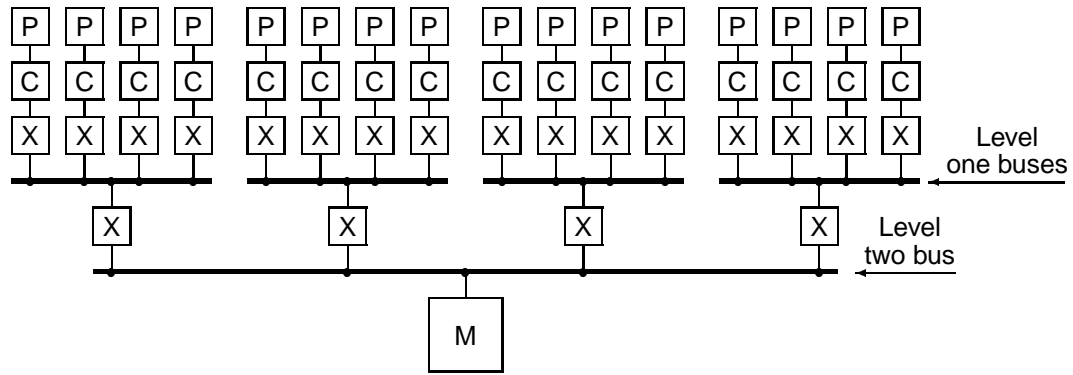 P P P P P P P P P P P P P P P P
C C C C C C C C C C C C C C C C
X X X X X X X X X X X X X X X X
Level
one buses
X X X X
Level
two bus
M